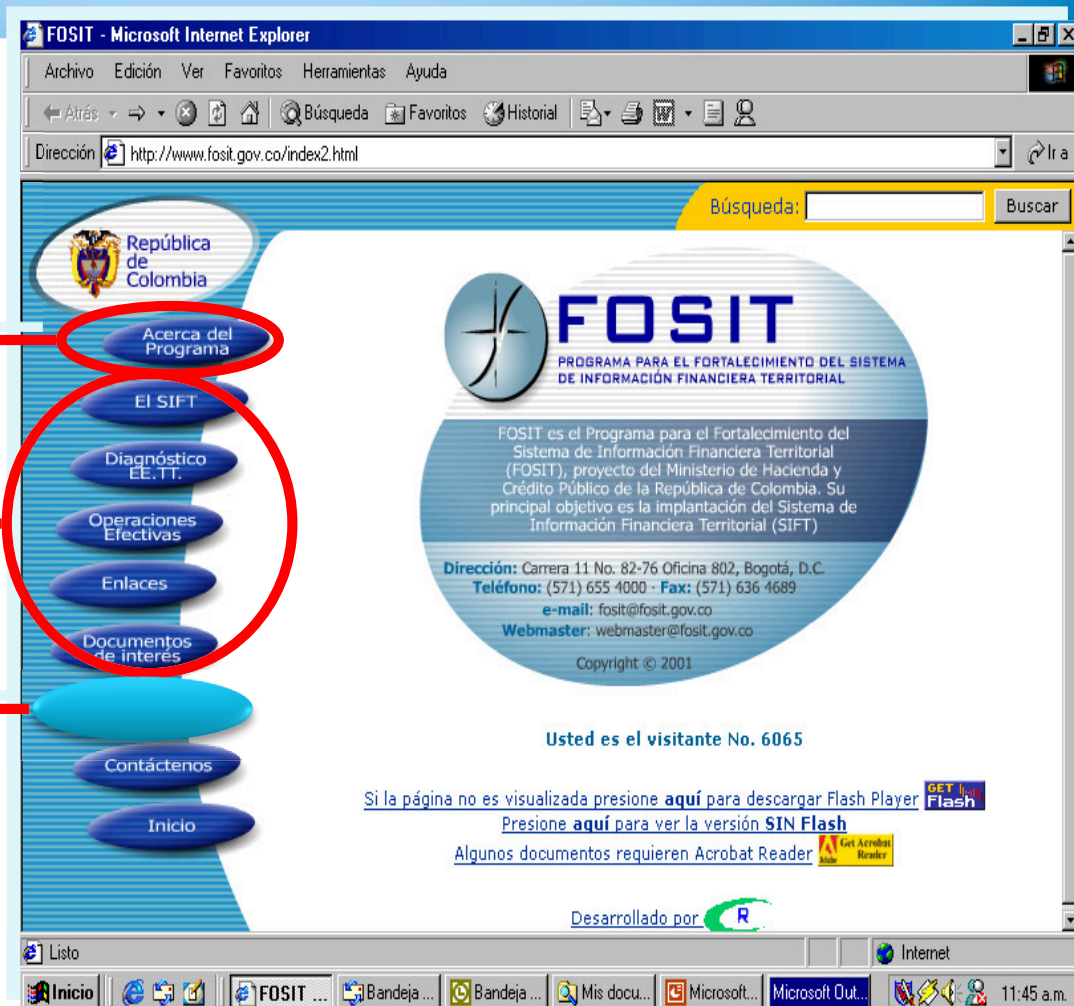 FOSIT - Microsoft Internet Explorer
Archivo Edición Ver Favoritos Herramientas Ayuda
Atrás Búsqueda Favoritos Historial
Dirección http://www.fosit.gov.co/index2.html Ir a
Búsqueda: Buscar
República
de
Colombia
Acerca del
Programa
El SIFT
Diagnóstico
EE.TT.
Operaciones
Efectivas
Enlaces
Documentos
de interés
Contáctenos
Inicio
FOSIT
PROGRAMA PARA EL FORTALECIMIENTO DEL SISTEMA
DE INFORMACIÓN FINANCIERA TERRITORIAL
FOSIT es el Programa para el Fortalecimiento del
Sistema de Información Financiera Territorial
(FOSIT), proyecto del Ministerio de Hacienda y
Crédito Público de la República de Colombia. Su
principal objetivo es la implantación del Sistema de
Información Financiera Territorial (SIFT)
Dirección: Carrera 11 No. 82-76 Oficina 802, Bogotá, D.C.
Teléfono: (571) 655 4000 · Fax: (571) 636 4689
e-mail: fosit@fosit.gov.co
Webmaster: webmaster@fosit.gov.co
Copyright © 2001
Usted es el visitante No. 6065
Si la página no es visualizada presione aquí para descargar Flash Player GET Flash
Presione aquí para ver la versión SIN Flash
Algunos documentos requieren Acrobat Reader Adobe Get Acrobat Reader
Desarrollado por R
Listo Internet
Inicio FOSIT ... Bandeja ... Bandeja ... Mis docu... Microsoft... Microsoft Out... 11:45 a.m.